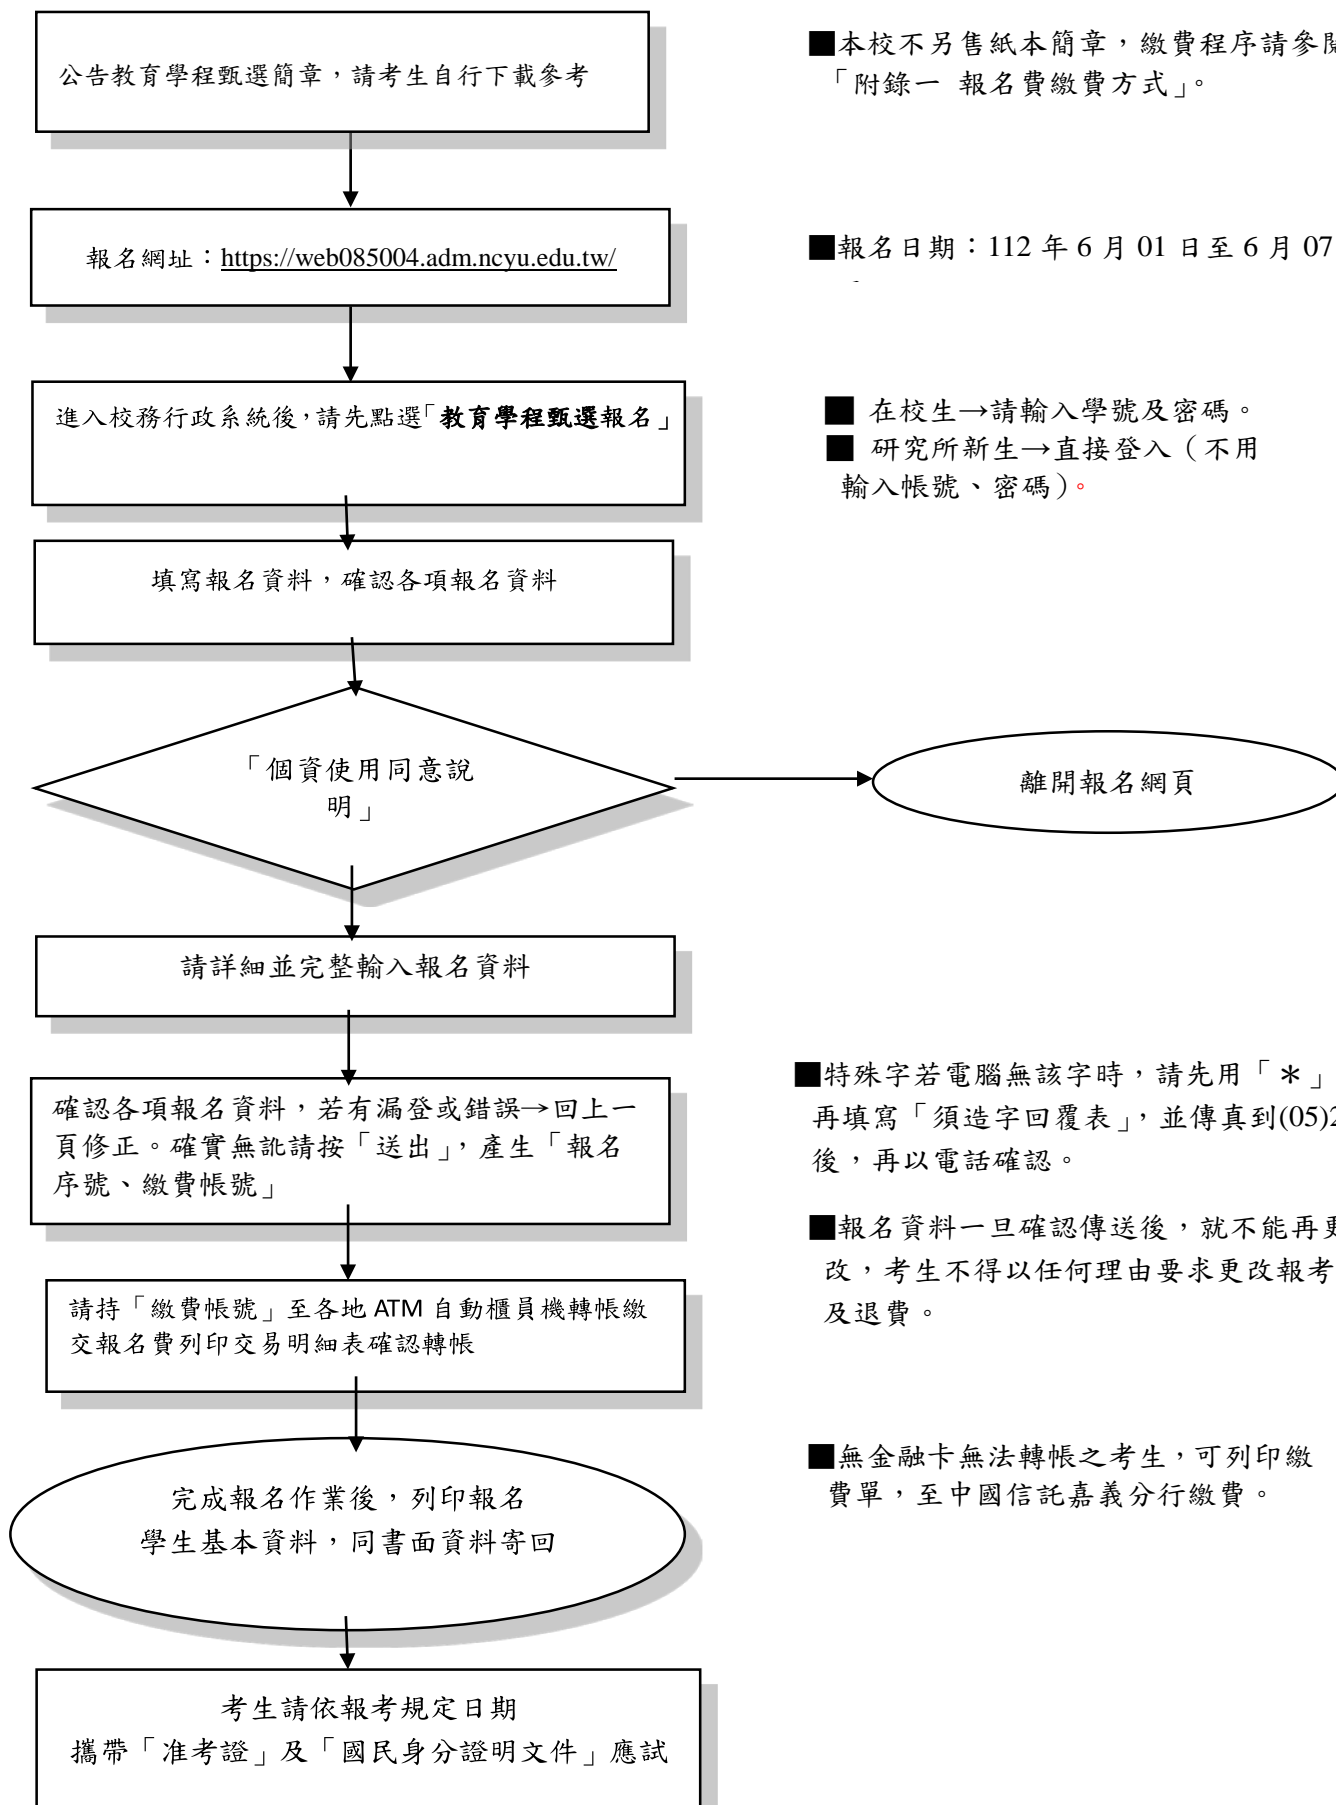 公告教育學程甄選簡章，請考生自行下載參考
■本校不另售紙本簡章，繳費程序請參閱
「附錄一 報名費繳費方式」。
報名網址：https://web085004.adm.ncyu.edu.tw/
■報名日期：112 年 6 月 01 日至 6 月 07
進入校務行政系統後，請先點選「教育學程甄選報名」
■ 在校生→請輸入學號及密碼。
■ 研究所新生→直接登入（不用
輸入帳號、密碼）。
填寫報名資料，確認各項報名資料
「個資使用同意說
明」
離開報名網頁
請詳細並完整輸入報名資料
確認各項報名資料，若有漏登或錯誤→回上一
頁修正。確實無訛請按「送出」，產生「報名
序號、繳費帳號」
■特殊字若電腦無該字時，請先用「＊」
再填寫「須造字回覆表」，並傳真到(05)2
後，再以電話確認。
■報名資料一旦確認傳送後，就不能再更
改，考生不得以任何理由要求更改報考
及退費。
請持「繳費帳號」至各地 ATM 自動櫃員機轉帳繳
交報名費列印交易明細表確認轉帳
■無金融卡無法轉帳之考生，可列印繳
費單，至中國信託嘉義分行繳費。
完成報名作業後，列印報名
學生基本資料，同書面資料寄回
考生請依報考規定日期
攜帶「准考證」及「國民身分證明文件」應試